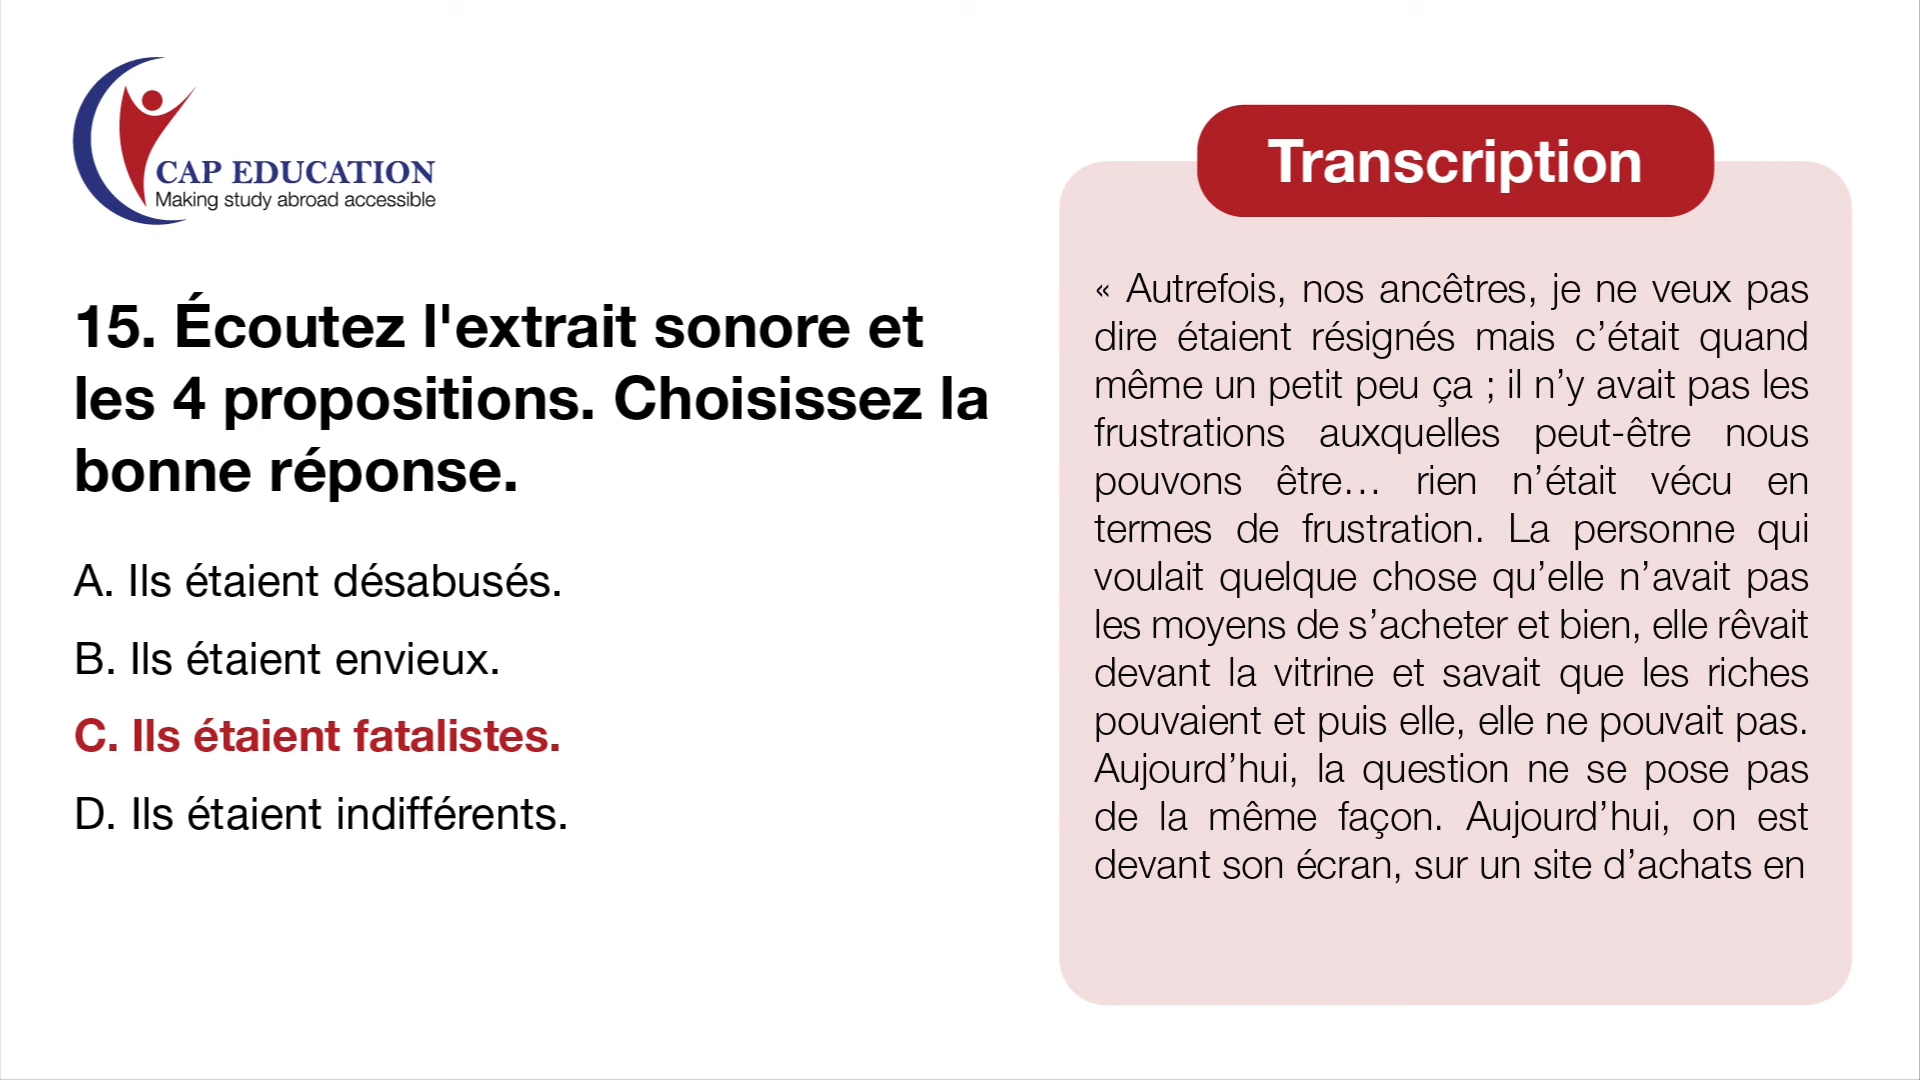 CAP EDUCATION
Making study abroad accessible
15. Écoutez l'extrait sonore et
les 4 propositions. Choisissez la
bonne réponse.
A. Ils étaient désabusés.
B. Ils étaient envieux.
C. Ils étaient fatalistes.
D. Ils étaient indifférents.
Transcription
« Autrefois, nos ancêtres, je ne veux pas
dire étaient résignés mais c’était quand
même un petit peu ça ; il n’y avait pas les
frustrations auxquelles peut-être nous
pouvons être… rien n’était vécu en
termes de frustration. La personne qui
voulait quelque chose qu’elle n’avait pas
les moyens de s’acheter et bien, elle rêvait
devant la vitrine et savait que les riches
pouvaient et puis elle, elle ne pouvait pas.
Aujourd’hui, la question ne se pose pas
de la même façon. Aujourd’hui, on est
devant son écran, sur un site d’achats en